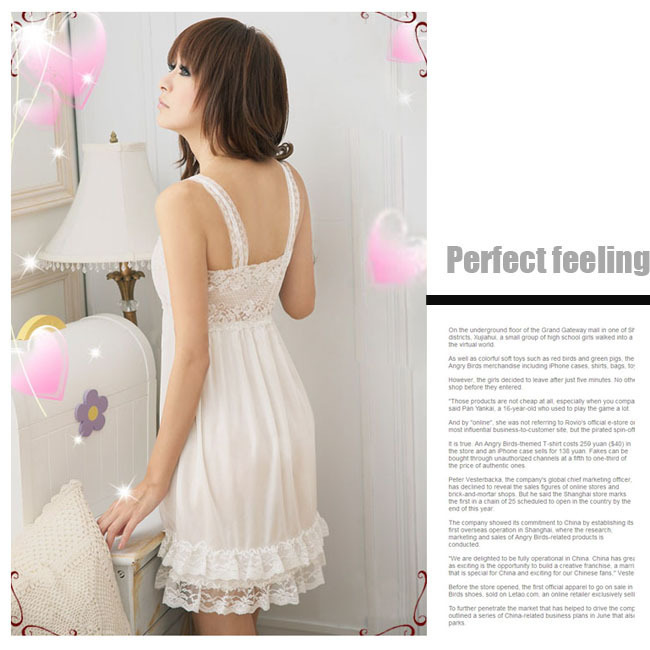 Perfect feeling
On the underground floor of the Grand Gateway mall in one of Sh
districts, Xujiahui, a small group of high school girls walked into a
the virtual world.
As well as colorful soft toys such as red birds and green pigs, the
Angry Birds merchandise including iPhone cases, shirts, bags, to
However, the girls decided to leave after just five minutes. No othe
shop before they entered.
"Those products are not cheap at all, especially when you compa
said Pan Yankai, a 16-year-old who used to play the game a lot.
And by "online", she was not referring to Rovio's official e-store o
most influential business-to-customer site, but the pirated spin-off
It is true. An Angry Birds-themed T-shirt costs 259 yuan ($40) in
the store and an iPhone case sells for 138 yuan. Fakes can be
bought through unauthorized channels at a fifth to one-third of
the price of authentic ones.
Peter Vesterbacka, the company's global chief marketing officer,
has declined to reveal the sales figures of online stores and
brick-and-mortar shops. But he said the Shanghai store marks
the first in a chain of 25 scheduled to open in the country by the
end of this year.
The company showed its commitment to China by establishing its
first overseas operation in Shanghai, where the research,
marketing and sales of Angry Birds-related products is
conducted.
"We are delighted to be fully operational in China. China has grea
as exciting is the opportunity to build a creative franchise, a marr
that is special for China and exciting for our Chinese fans," Veste
Before the store opened, the first official apparel to go on sale in
Birds shoes, sold on Letao.com, an online retailer exclusively selli
To further penetrate the market that has helped to drive the comp
outlined a series of China-related business plans in June that also
parks.